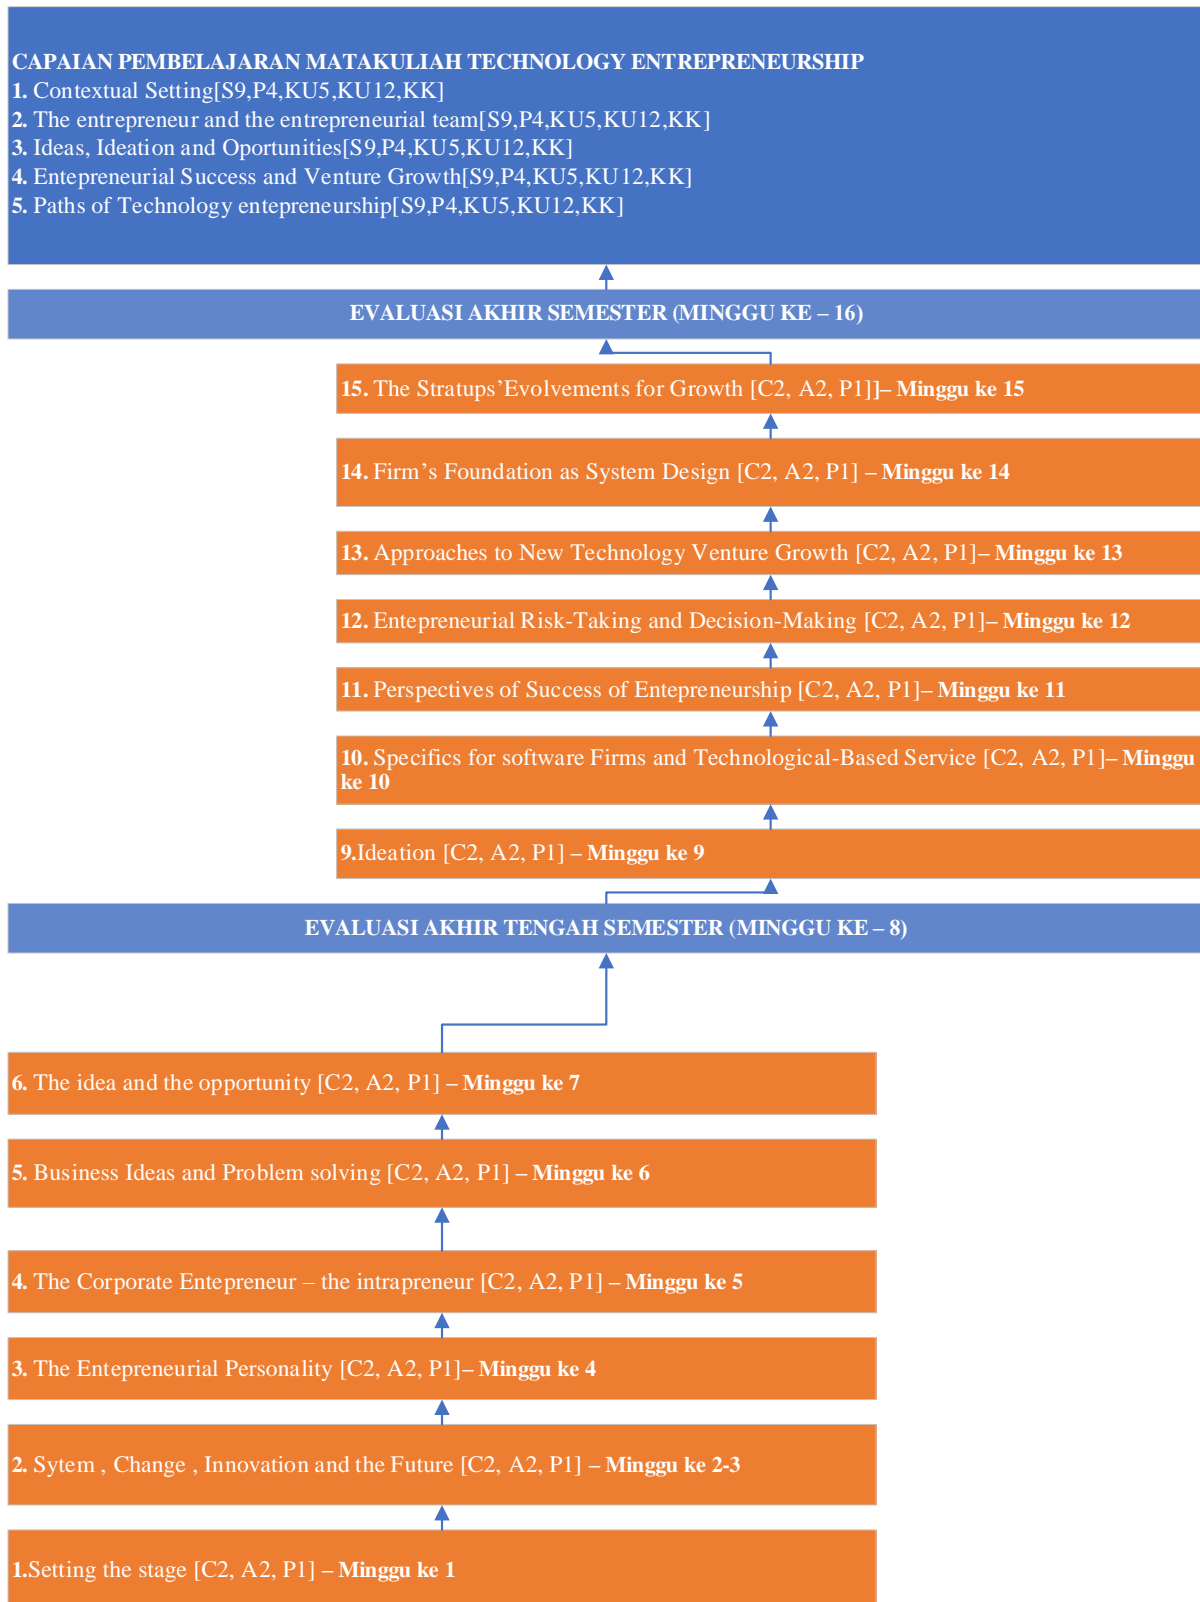 CAPAIAN PEMBELAJARAN MATAKULIAH TECHNOLOGY ENTREPRENEURSHIP
1. Contextual Setting[S9,P4,KU5,KU12,KK]
2. The entrepreneur and the entrepreneurial team[S9,P4,KU5,KU12,KK]
3. Ideas, Ideation and Oportunities[S9,P4,KU5,KU12,KK]
4. Entepreneurial Success and Venture Growth[S9,P4,KU5,KU12,KK]
5. Paths of Technology entepreneurship[S9,P4,KU5,KU12,KK]
EVALUASI AKHIR SEMESTER (MINGGU KE – 16)
15. The Stratups’Evolvements for Growth [C2, A2, P1]]– Minggu ke 15
14. Firm’s Foundation as System Design [C2, A2, P1] – Minggu ke 14
13. Approaches to New Technology Venture Growth [C2, A2, P1]– Minggu ke 13
12. Entepreneurial Risk-Taking and Decision-Making [C2, A2, P1]– Minggu ke 12
11. Perspectives of Success of Entepreneurship [C2, A2, P1]– Minggu ke 11
10. Specifics for software Firms and Technological-Based Service [C2, A2, P1]– Minggu
ke 10
9.Ideation [C2, A2, P1] – Minggu ke 9
EVALUASI AKHIR TENGAH SEMESTER (MINGGU KE – 8)
6. The idea and the opportunity [C2, A2, P1] – Minggu ke 7
5. Business Ideas and Problem solving [C2, A2, P1] – Minggu ke 6
4. The Corporate Entepreneur – the intrapreneur [C2, A2, P1] – Minggu ke 5
3. The Entepreneurial Personality [C2, A2, P1]– Minggu ke 4
2. Sytem , Change , Innovation and the Future [C2, A2, P1] – Minggu ke 2-3
1.Setting the stage [C2, A2, P1] – Minggu ke 1